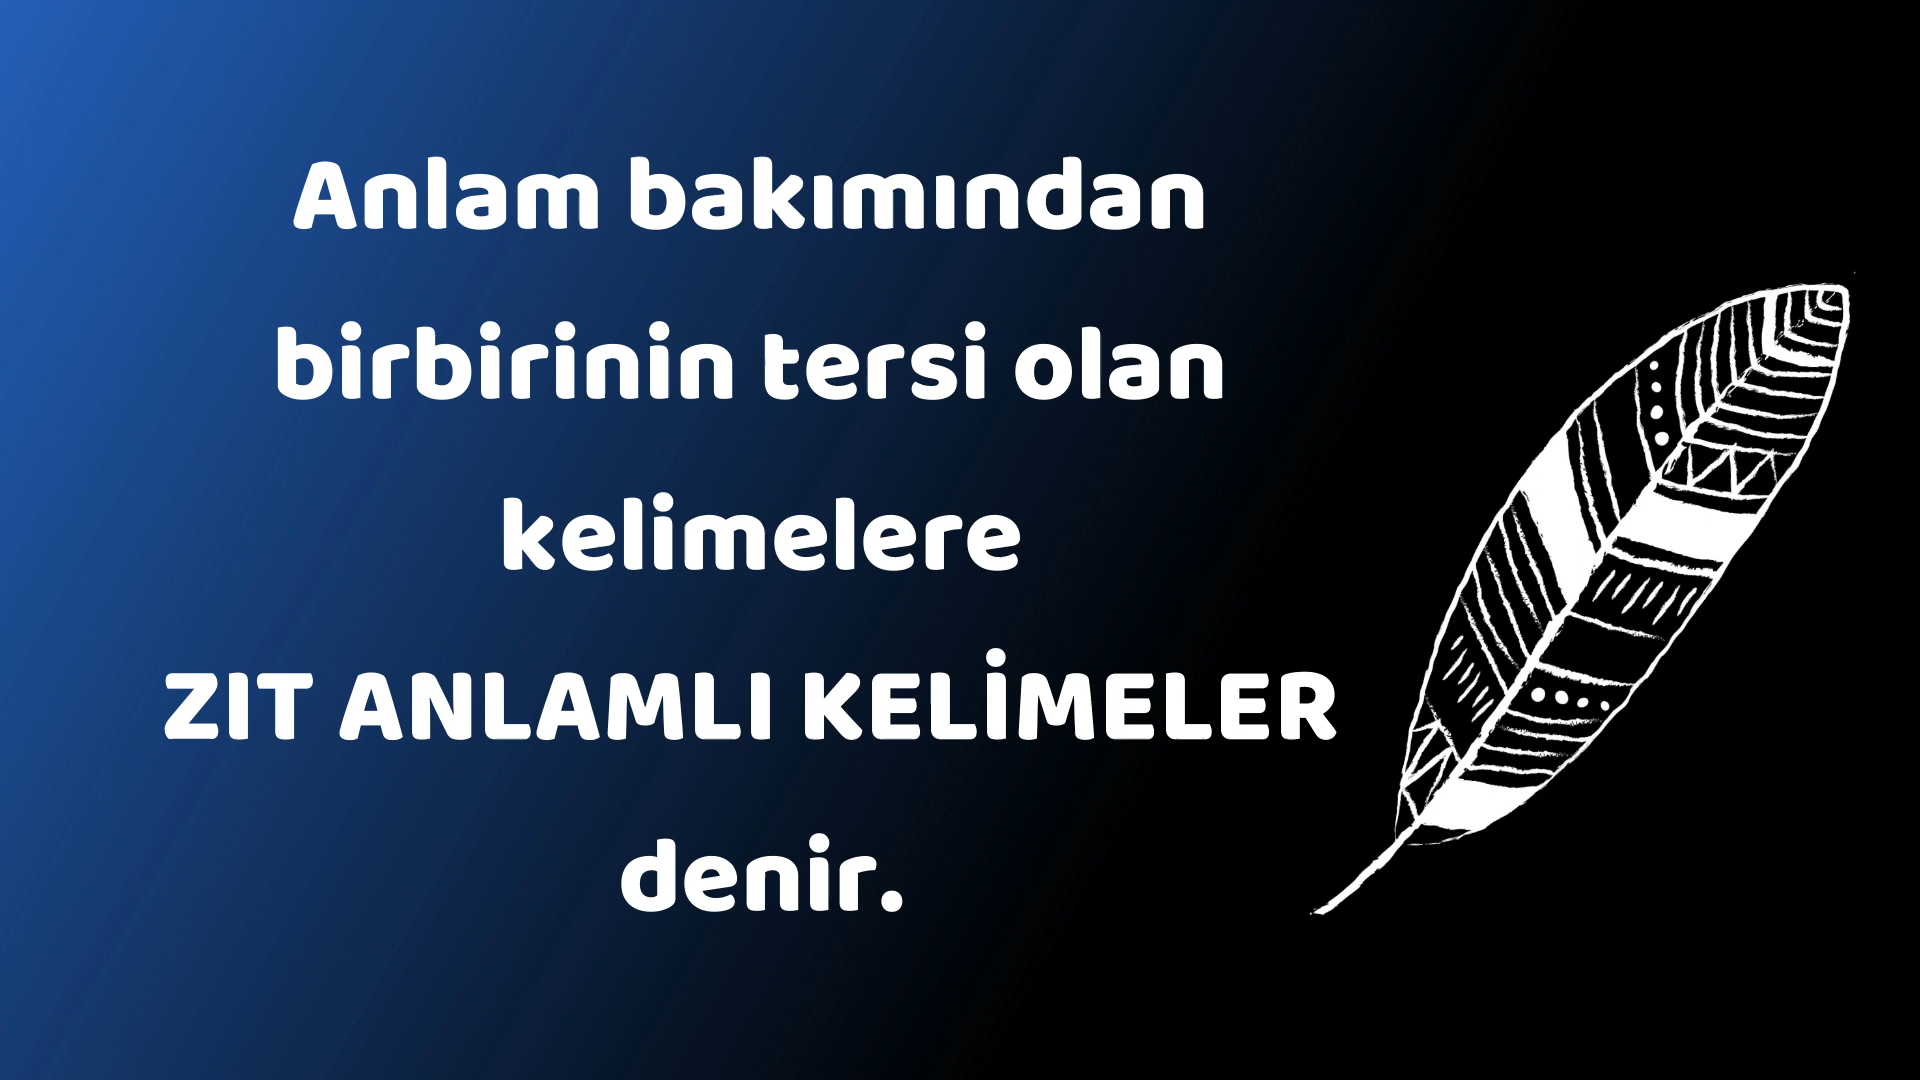 Anlam bakımından
birbirinin tersi olan
kelimelere
ZIT ANLAMLI KELİMELER
denir.